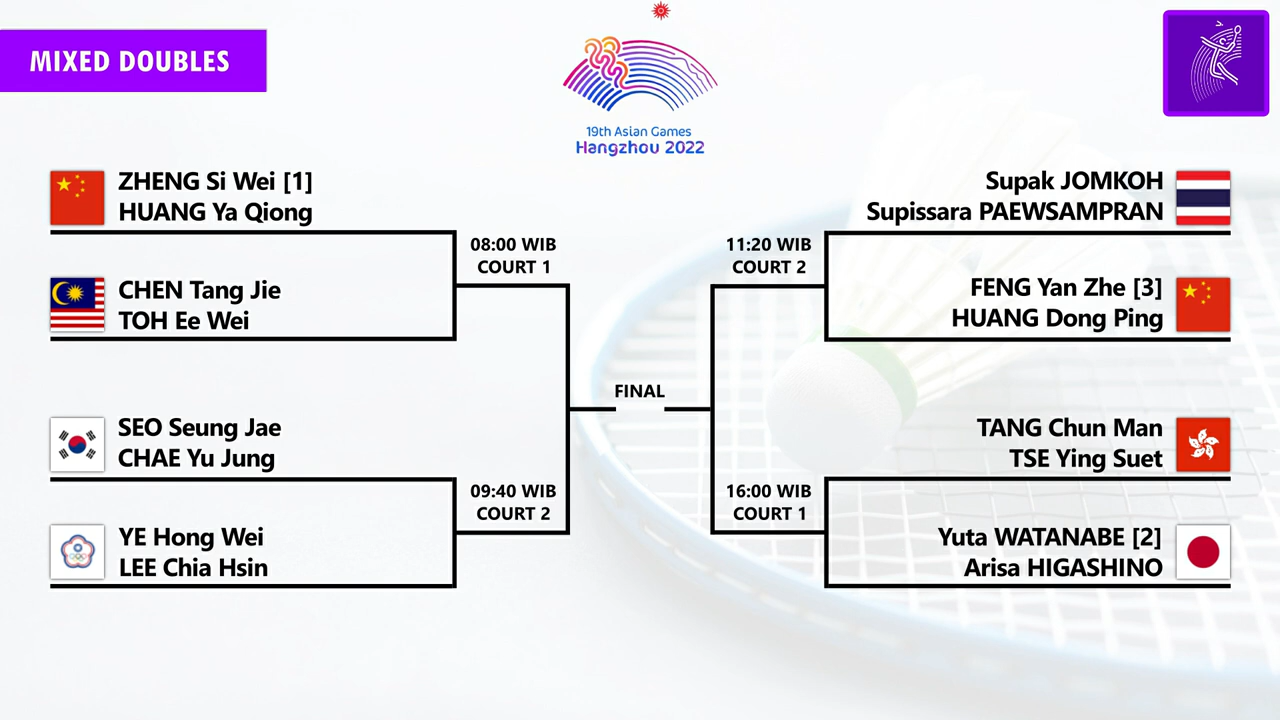 MIXED DOUBLES
19th Asian Games
Hangzhou 2022
ZHENG Si Wei [1]
HUANG Ya Qiong
CHEN Tang Jie
TOH Ee Wei
08:00 WIB
COURT 1
SEO Seung Jae
CHAE Yu Jung
YE Hong Wei
LEE Chia Hsin
09:40 WIB
COURT 2
FINAL
Supak JOMKOH
Supissara PAEWSAMPRAN
FENG Yan Zhe [3]
HUANG Dong Ping
11:20 WIB
COURT 2
TANG Chun Man
TSE Ying Suet
Yuta WATANABE [2]
Arisa HIGASHINO
16:00 WIB
COURT 1